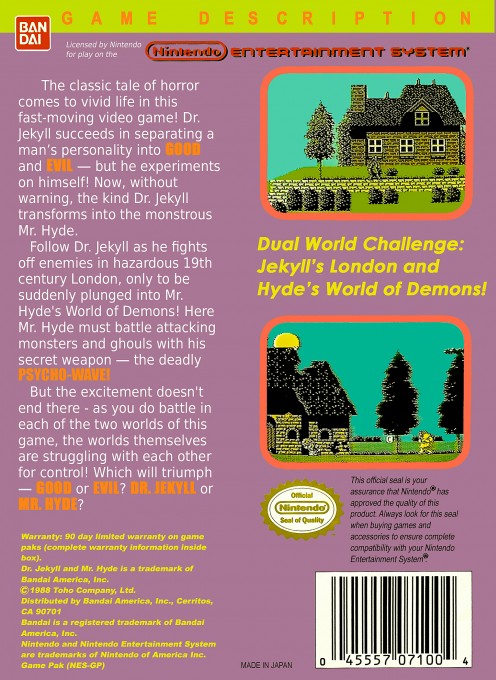 GAME DESCRIPTION
BAN
DAI
Licensed by Nintendo
for play on the
Nintendo ENTERTAINMENT SYSTEM®
The classic tale of horror
comes to vivid life in this
fast-moving video game! Dr.
Jekyll succeeds in separating a
man's personality into GOOD
and EVIL — but he experiments
on himself! Now, without
warning, the kind Dr. Jekyll
transforms into the monstrous
Mr. Hyde.
Follow Dr. Jekyll as he fights
off enemies in hazardous 19th
century London, only to be
suddenly plunged into Mr.
Hyde's World of Demons! Here
Mr. Hyde must battle attacking
monsters and ghouls with his
secret weapon — the deadly
PSYCHO-WAVE!
But the excitement doesn't
end there - as you do battle in
each of the two worlds of this
game, the worlds themselves
are struggling with each other
for control! Which will triumph
— GOOD or EVIL? DR. JEKYLL or
MR. HYDE?
Dual World Challenge:
Jekyll's London and
Hyde's World of Demons!
Warranty: 90 day limited warranty on game
paks (complete warranty information inside
box).
Dr. Jekyll and Mr. Hyde is a trademark of
Bandai America, Inc.
©1988 Toho Company, Ltd.
Distributed by Bandai America, Inc., Cerritos,
CA 90701
Bandai is a registered trademark of Bandai
America, Inc.
Nintendo and Nintendo Entertainment System
are trademarks of Nintendo of America Inc.
Game Pak (NES-GP)
Official
Nintendo
Seal of Quality
This official seal is your
assurance that Nintendo® has
approved the quality of this
product. Always look for this seal
when buying games and
accessories to ensure complete
compatibility with your Nintendo
Entertainment System®.
MADE IN JAPAN
0 45557 07100 4